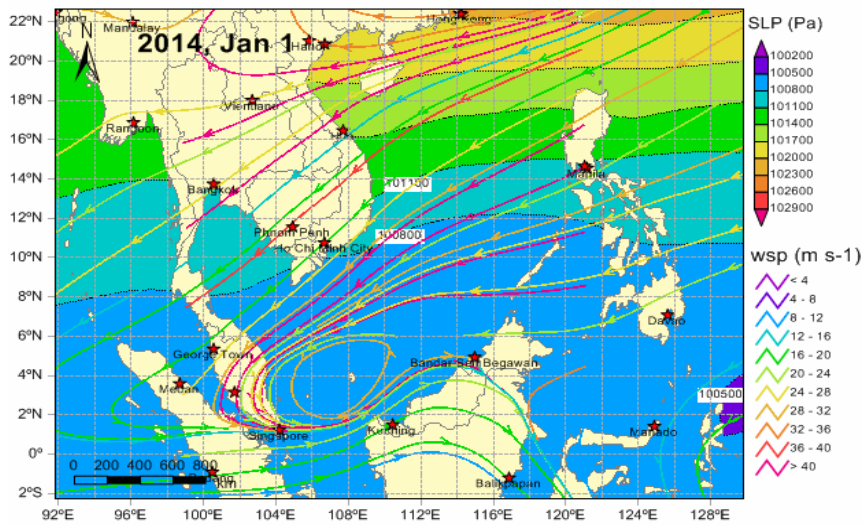 2014, Jan 1
N
22°N
20°N
18°N
16°N
14°N
12°N
10°N
8°N
6°N
4°N
2°N
0°
2°S
92°E
96°E
100°E
104°E
108°E
112°E
116°E
120°E
124°E
128°E
Mandalay
Hanoi
Hong Kong
Vientiane
Rangoon
Hue
Bangkok
Manila
Phnom Penh
Ho Chi Minh City
Davao
George Town
Bandar Seri Begawan
Medan
Singapore
Kuching
Manado
Balikpapan
101100
100800
100500
0 200 400 600 800
Km
SLP (Pa)
100200
100500
100800
101100
101400
101700
102000
102300
102600
102900
wsp (m s-1)
< 4
4 - 8
8 - 12
12 - 16
16 - 20
20 - 24
24 - 28
28 - 32
32 - 36
36 - 40
> 40